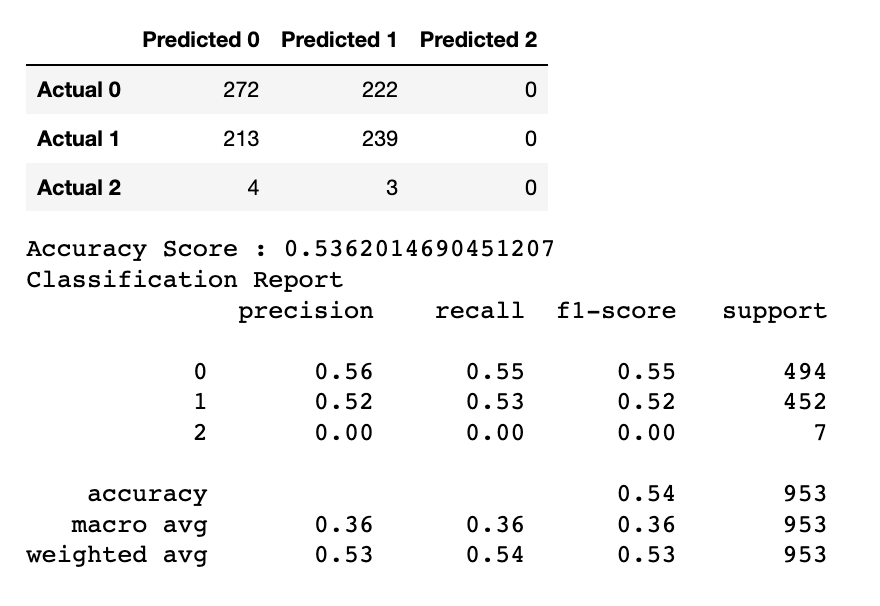 Predicted 0 Predicted 1 Predicted 2
Actual 0 272 222 0
Actual 1 213 239 0
Actual 2 4 3 0
Accuracy Score : 0.5362014690451207
Classification Report
precision recall f1-score support
0 0.56 0.55 0.55 494
1 0.52 0.53 0.52 452
2 0.00 0.00 0.00 7
accuracy 0.54 953
macro avg 0.36 0.36 0.36 953
weighted avg 0.53 0.54 0.53 953